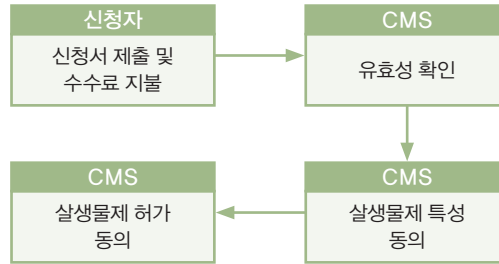 신청자
신청서 제출 및
수수료 지불
CMS
유효성 확인
CMS
살생물제 특성
동의
CMS
살생물제 허가
동의